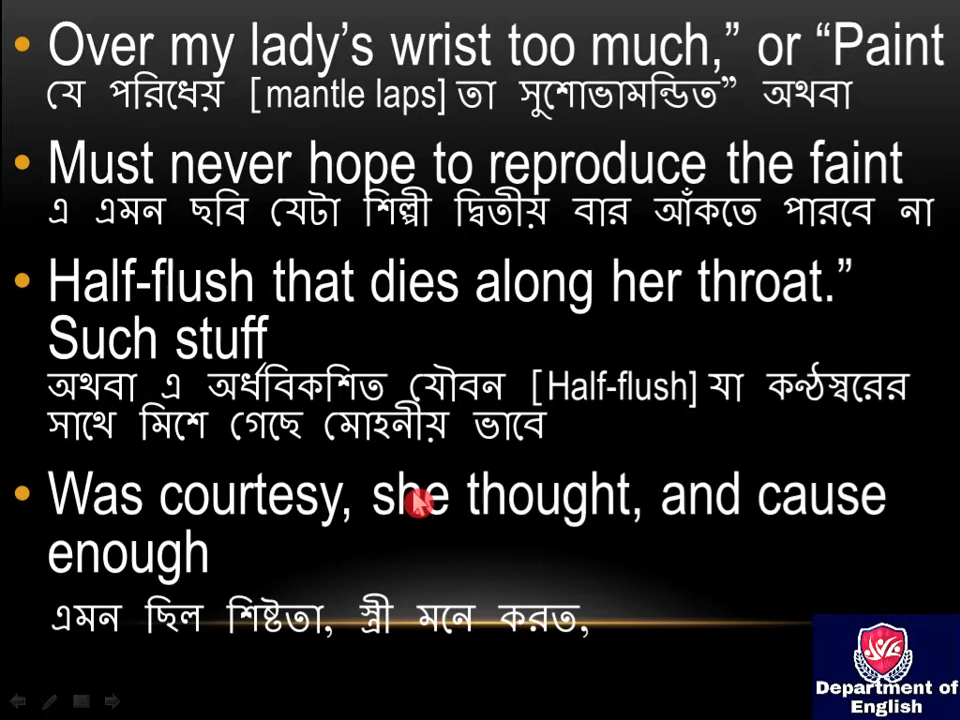 • Over my lady’s wrist too much,” or “Paint
যে পরিধেয় [mantle laps] তা সুশোভামন্ডিত” অথবা
• Must never hope to reproduce the faint
এ এমন ছবি যেটা শিল্পী দ্বিতীয় বার আঁকতে পারবে না
• Half-flush that dies along her throat.”
Such stuff
অথবা এ অর্ধবিকশিত যৌবন [Half-flush] যা কন্ঠস্বরের
সাথে মিশে গেছে মোহনীয় ভাবে
• Was courtesy, she thought, and cause
enough
এমন ছিল শিষ্টতা, স্ত্রী মনে করত,
Department of
English